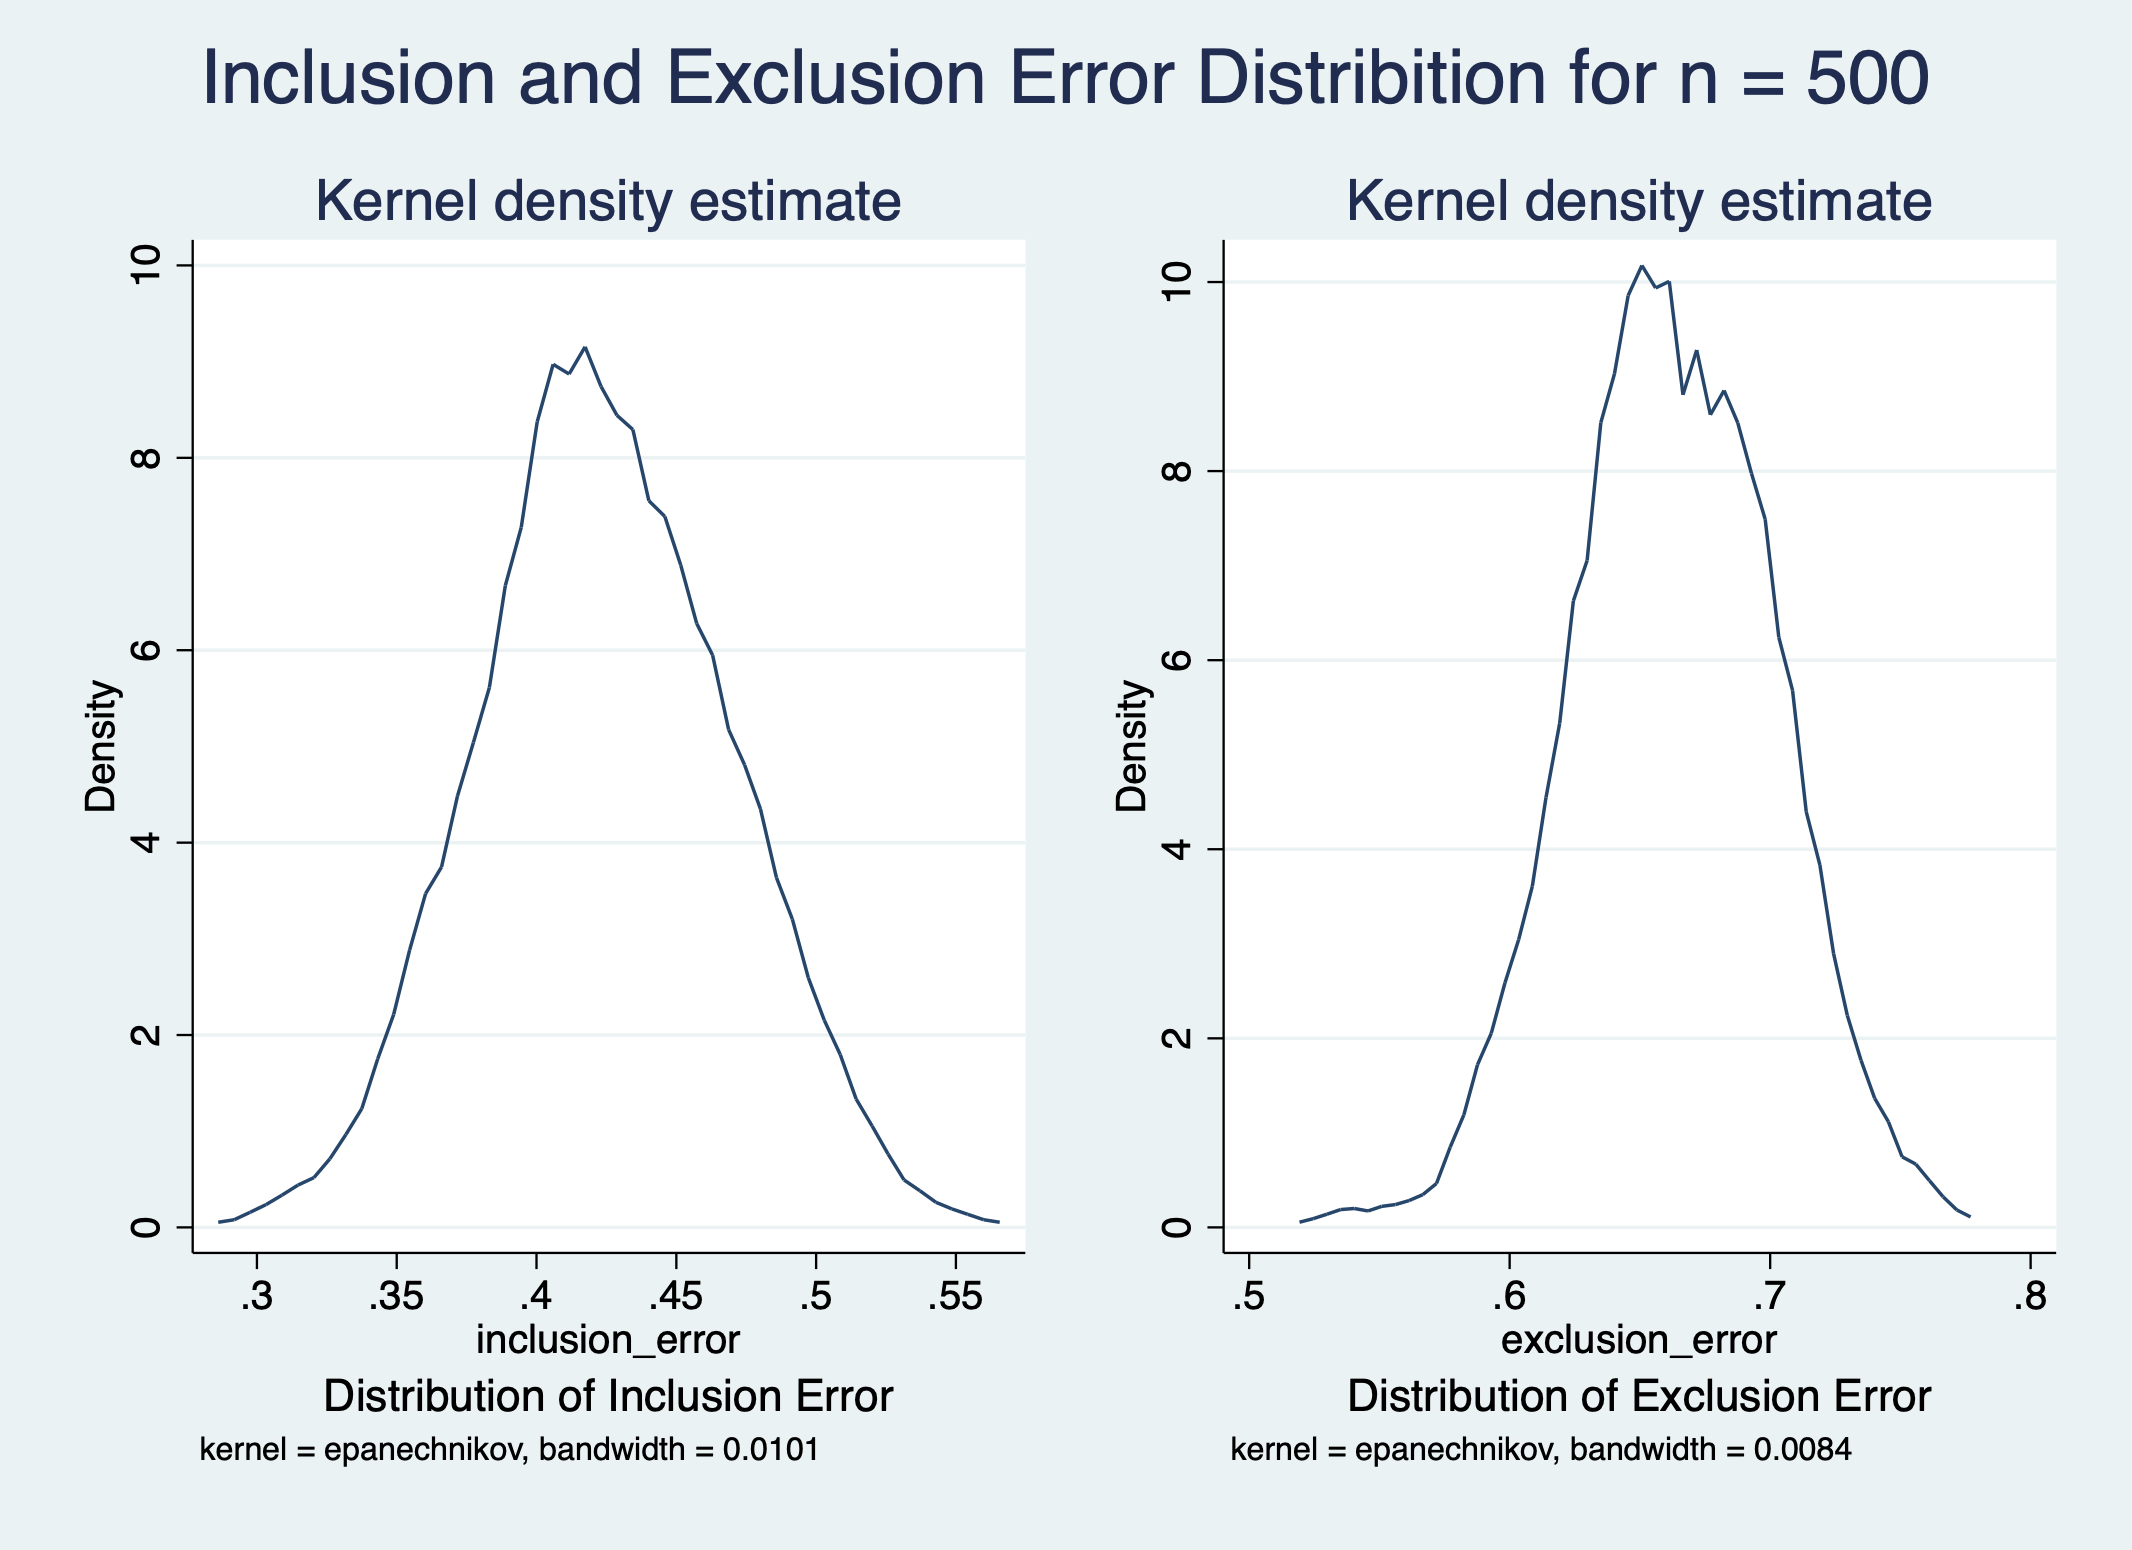 Inclusion and Exclusion Error Distribition for n = 500
Kernel density estimate
10
8
6
4
2
0
Density
.3 .35 .4 .45 .5 .55
inclusion_error
Distribution of Inclusion Error
kernel = epanechnikov, bandwidth = 0.0101
Kernel density estimate
10
8
6
4
2
0
Density
.5 .6 .7 .8
exclusion_error
Distribution of Exclusion Error
kernel = epanechnikov, bandwidth = 0.0084